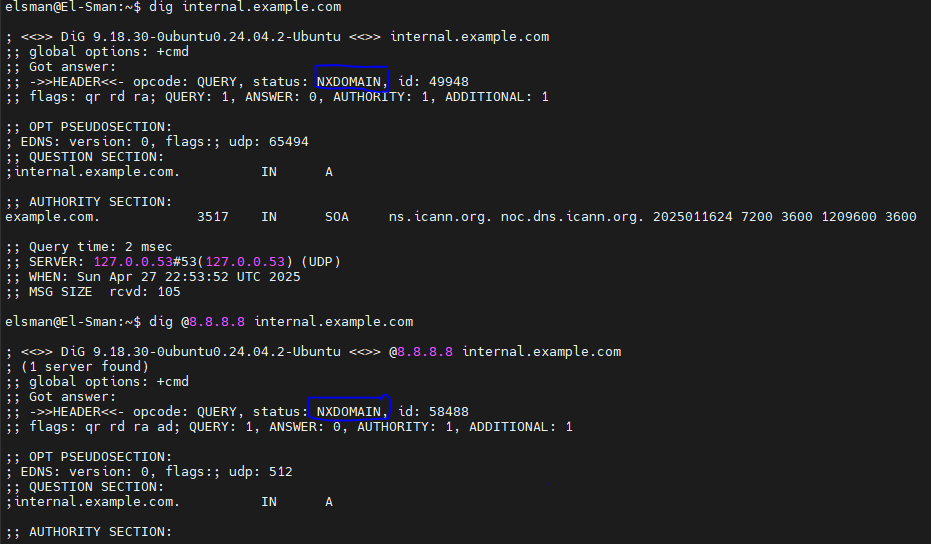 elsman@El-Sman:~$ dig internal.example.com
; <<>> DiG 9.18.30-0ubuntu0.24.04.2-Ubuntu <<>> internal.example.com
;; global options: +cmd
;; Got answer:
;; ->>HEADER<<- opcode: QUERY, status: NXDOMAIN, id: 49948
;; flags: qr rd ra; QUERY: 1, ANSWER: 0, AUTHORITY: 1, ADDITIONAL: 1
;; OPT PSEUDOSECTION:
; EDNS: version: 0, flags:; udp: 65494
;; QUESTION SECTION:
;internal.example.com. IN A
;; AUTHORITY SECTION:
example.com. 3517 IN SOA ns.icann.org. noc.dns.icann.org. 2025011624 7200 3600 1209600 3600
;; Query time: 2 msec
;; SERVER: 127.0.0.53#53(127.0.0.53) (UDP)
;; WHEN: Sun Apr 27 22:53:52 UTC 2025
;; MSG SIZE rcvd: 105
elsman@El-Sman:~$ dig @8.8.8.8 internal.example.com
; <<>> DiG 9.18.30-0ubuntu0.24.04.2-Ubuntu <<>> @8.8.8.8 internal.example.com
; (1 server found)
;; global options: +cmd
;; Got answer:
;; ->>HEADER<<- opcode: QUERY, status: NXDOMAIN, id: 58488
;; flags: qr rd ra ad; QUERY: 1, ANSWER: 0, AUTHORITY: 1, ADDITIONAL: 1
;; OPT PSEUDOSECTION:
; EDNS: version: 0, flags:; udp: 512
;; QUESTION SECTION:
;internal.example.com. IN A
;; AUTHORITY SECTION: